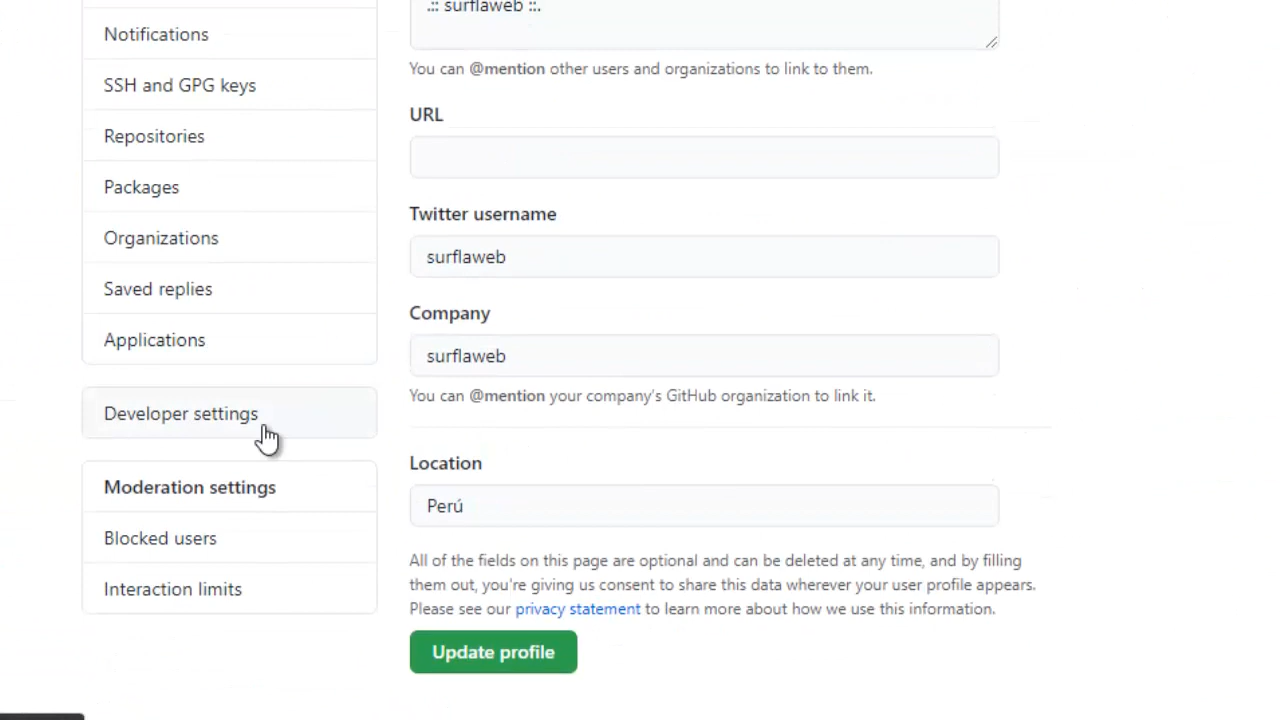 Notifications
SSH and GPG keys
Repositories
Packages
Organizations
Saved replies
Applications
Developer settings
Moderation settings
Blocked users
Interaction limits
.:: surflaweb ::.
You can @mention other users and organizations to link to them.
URL
Twitter username
surflaweb
Company
surflaweb
You can @mention your company's GitHub organization to link it.
Location
Perú
All of the fields on this page are optional and can be deleted at any time, and by filling
them out, you're giving us consent to share this data wherever your user profile appears.
Please see our privacy statement to learn more about how we use this information.
Update profile